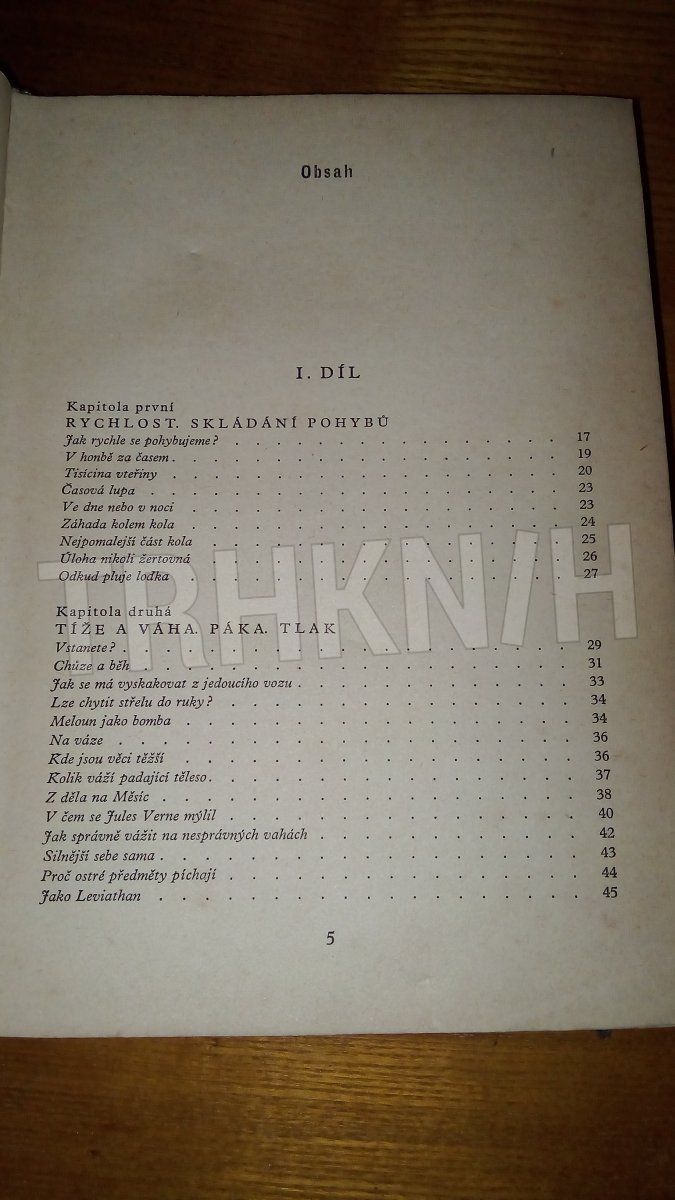 Obsah
I. DÍL
Kapitola první
RYCHLOST. SKLÁDÁNÍ POHYBŮ
Jak rychle se pohybujeme? . . . . . . . . . . . . . 17
V honbě za časem . . . . . . . . . . . . . . . 19
Tisícina vteřiny . . . . . . . . . . . . . . . 20
Časová lupa . . . . . . . . . . . . . . . . 23
Ve dne nebo v noci . . . . . . . . . . . . . . 23
Záhada kolem kola . . . . . . . . . . . . . . 24
Nejpomalejší část kola . . . . . . . . . . . . . 25
Úloha nikoli žertovná . . . . . . . . . . . . . 26
Odkud pluje loďka . . . . . . . . . . . . . . 27
TRHKN/H
Kapitola druhá
TÍŽE A VÁHA. PÁKA. TLAK
Vstanete? . . . . . . . . . . . . . . . . . 29
Chůze a běh . . . . . . . . . . . . . . . . 31
Jak se má vyskakovat z jedoucího vozu . . . . . . . . . . 33
Lze chytit střelu do ruky? . . . . . . . . . . . . . 34
Meloun jako bomba . . . . . . . . . . . . . . 34
Na váze . . . . . . . . . . . . . . . . . 36
Kde jsou věci těžší . . . . . . . . . . . . . . 36
Kolik váží padající těleso . . . . . . . . . . . . . 37
Z děla na Měsíc . . . . . . . . . . . . . . . 38
V čem se Jules Verne mýlil . . . . . . . . . . . . . 40
Jak správně vážit na nesprávných vahách . . . . . . . . . 42
Silnější sebe sama . . . . . . . . . . . . . . . 43
Proč ostré předměty píchají . . . . . . . . . . . . . 44
Jako Leviathan . . . . . . . . . . . . . . . . 45
5